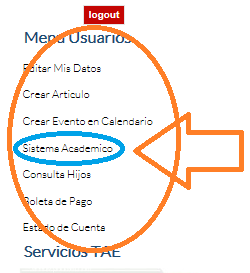 logout
Menu Usuarios
Editar Mis Datos
Crear Articulo
Crear Evento en Calendario
Sistema Academico
Consulta Hijos
Boleta de Pago
Estado de Cuenta
Servicios TAE